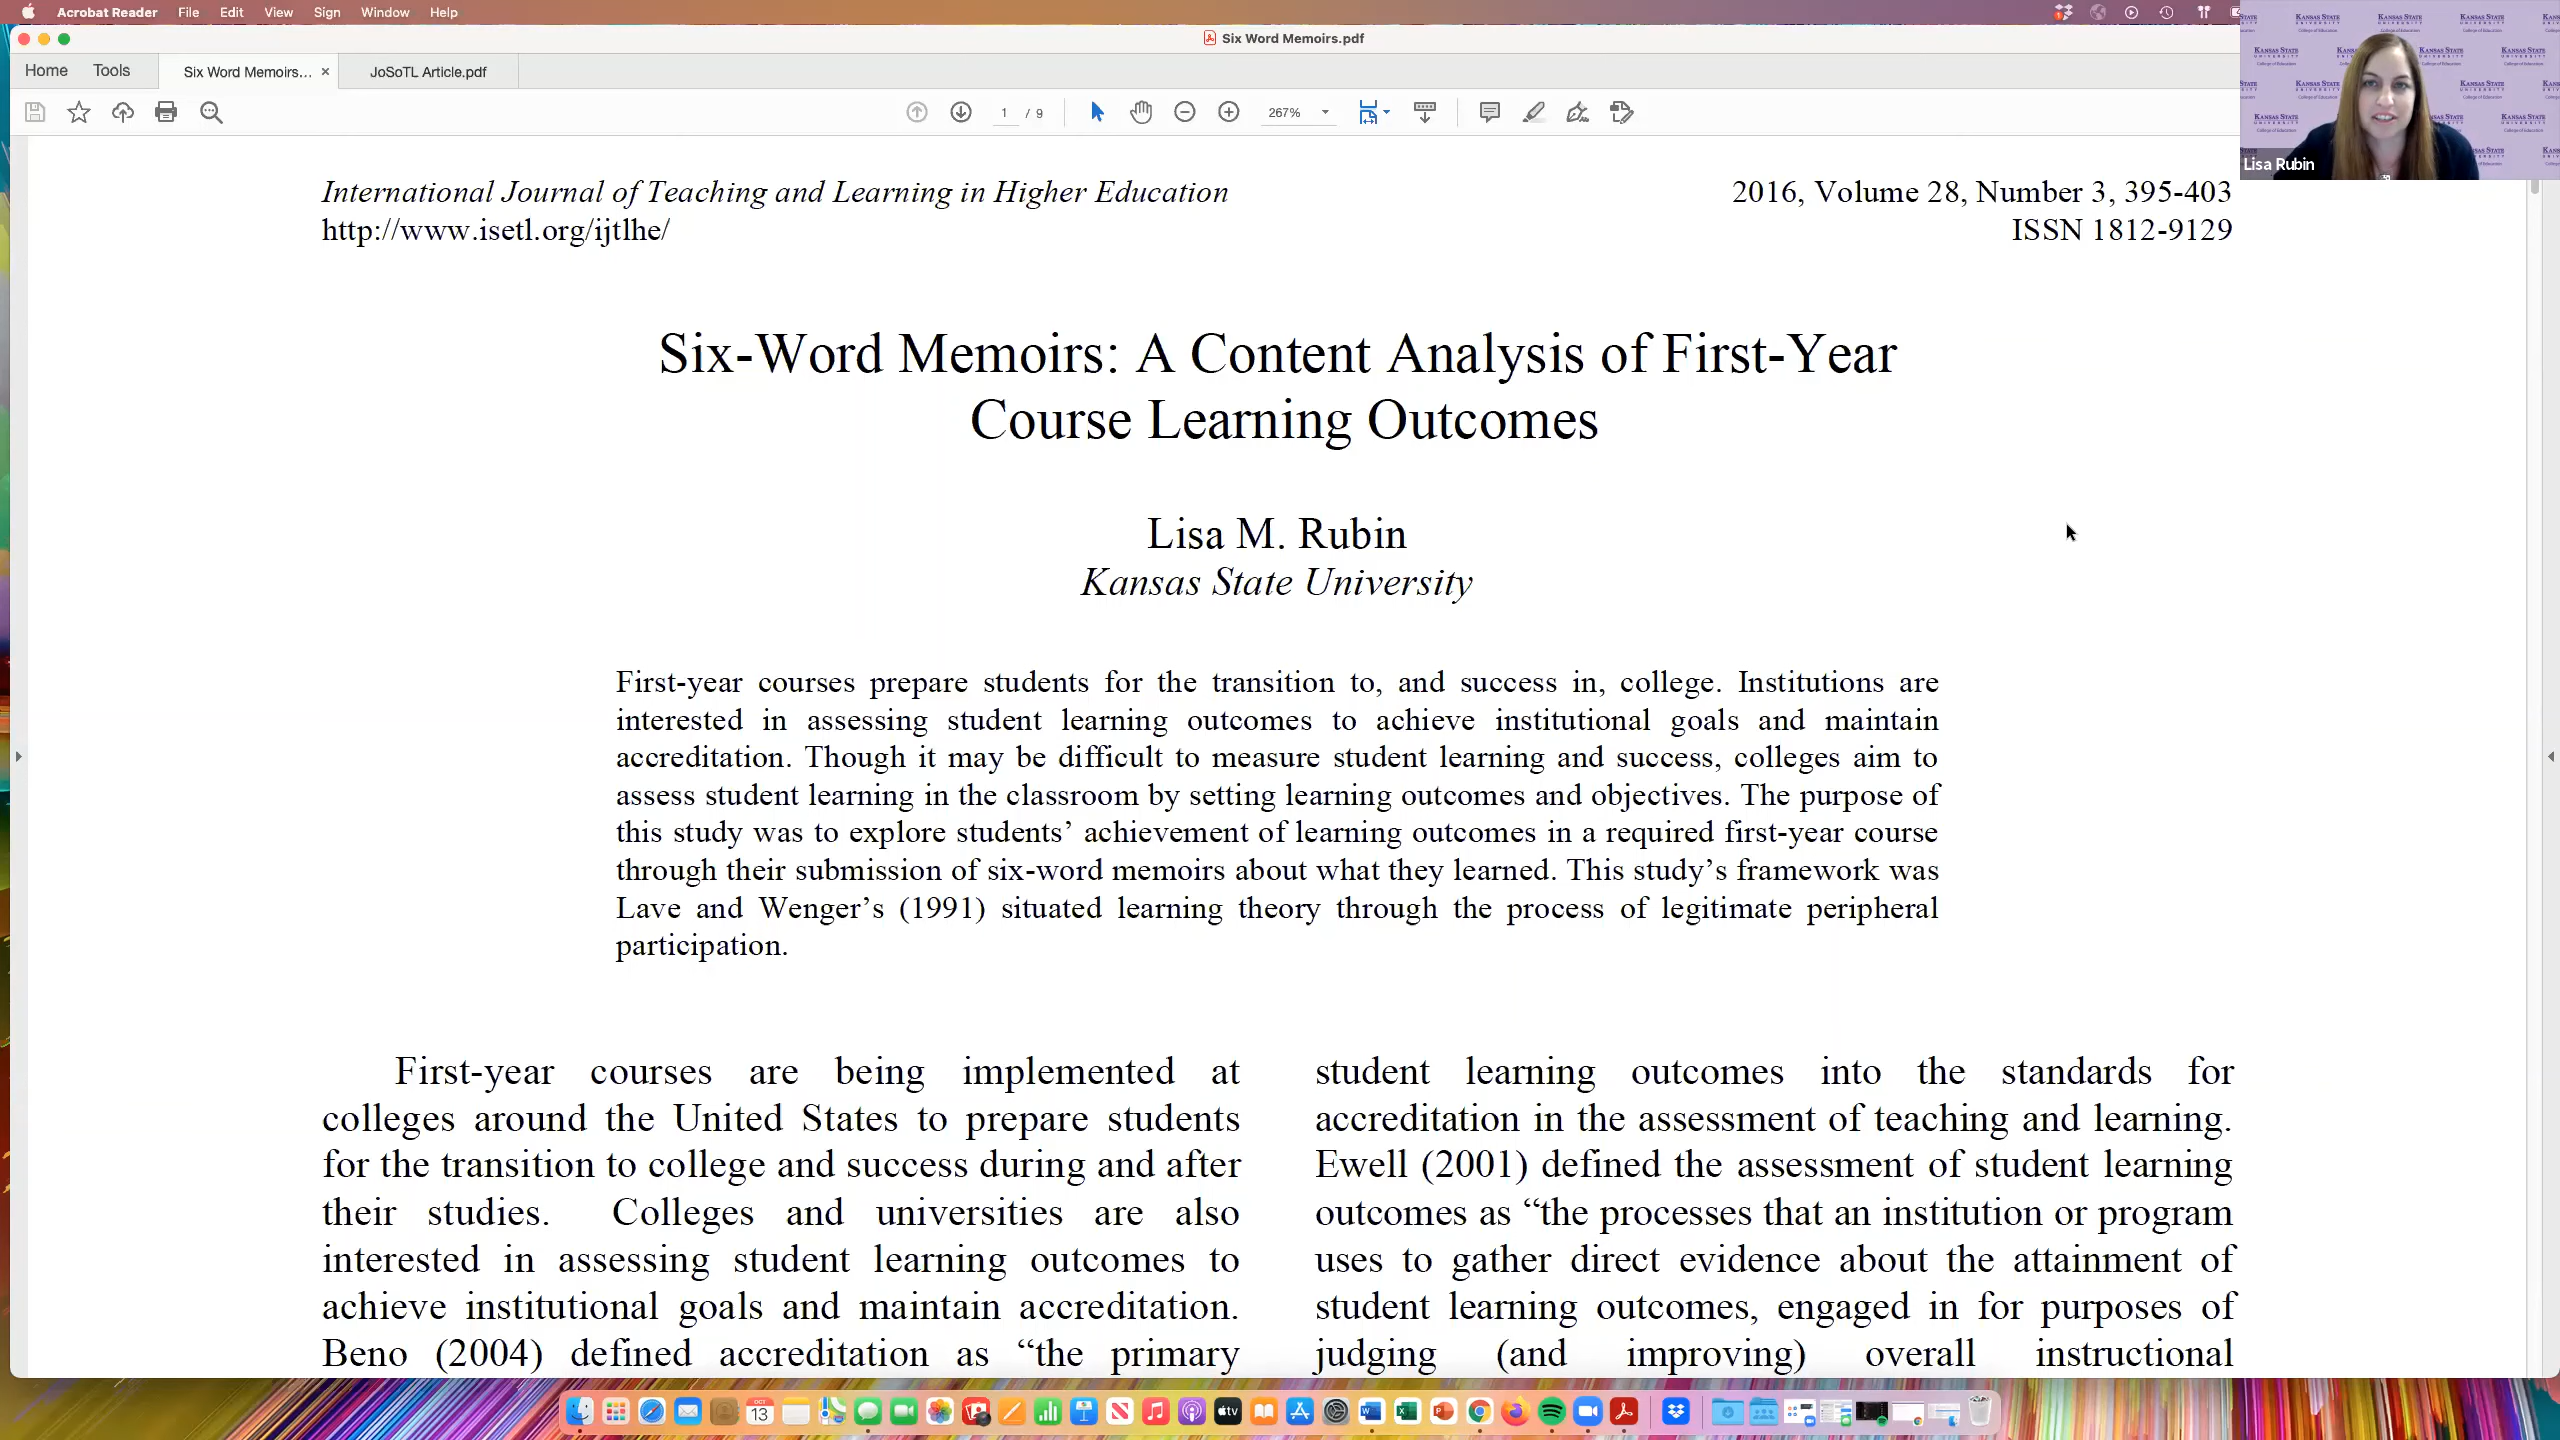 Acrobat Reader File Edit View Sign Window Help
Six Word Memoirs.pdf
Home Tools Six Word Memoirs... × JoSoTL Article.pdf
1 / 9 267%
KANSAS STATE
UNIVERSITY
College of Education
Lisa Rubin
International Journal of Teaching and Learning in Higher Education 2016, Volume 28, Number 3, 395-403
http://www.isetl.org/ijtlhe/ ISSN 1812-9129
Six-Word Memoirs: A Content Analysis of First-Year
Course Learning Outcomes
Lisa M. Rubin
Kansas State University
First-year courses prepare students for the transition to, and success in, college. Institutions are
interested in assessing student learning outcomes to achieve institutional goals and maintain
accreditation. Though it may be difficult to measure student learning and success, colleges aim to
assess student learning in the classroom by setting learning outcomes and objectives. The purpose of
this study was to explore students’ achievement of learning outcomes in a required first-year course
through their submission of six-word memoirs about what they learned. This study’s framework was
Lave and Wenger’s (1991) situated learning theory through the process of legitimate peripheral
participation.
First-year courses are being implemented at
colleges around the United States to prepare students
for the transition to college and success during and after
their studies. Colleges and universities are also
interested in assessing student learning outcomes to
achieve institutional goals and maintain accreditation.
Beno (2004) defined accreditation as “the primary
student learning outcomes into the standards for
accreditation in the assessment of teaching and learning.
Ewell (2001) defined the assessment of student learning
outcomes as “the processes that an institution or program
uses to gather direct evidence about the attainment of
student learning outcomes, engaged in for purposes of
judging (and improving) overall instructional
OCT
13
tv